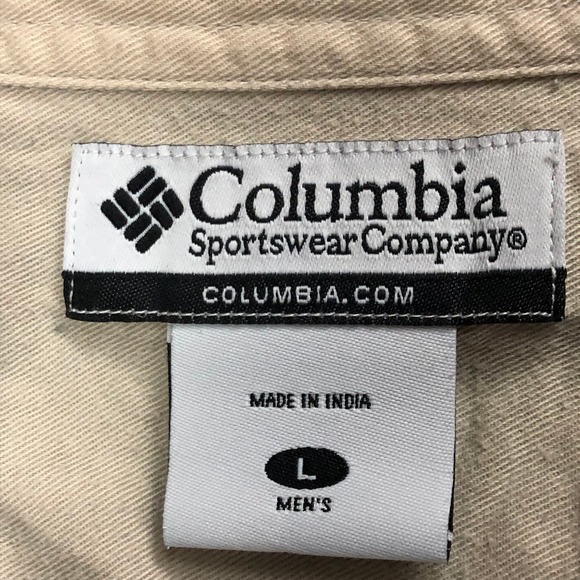 Columbia
Sportswear Company®
COLUMBIA.COM
MADE IN INDIA
L
MEN'S